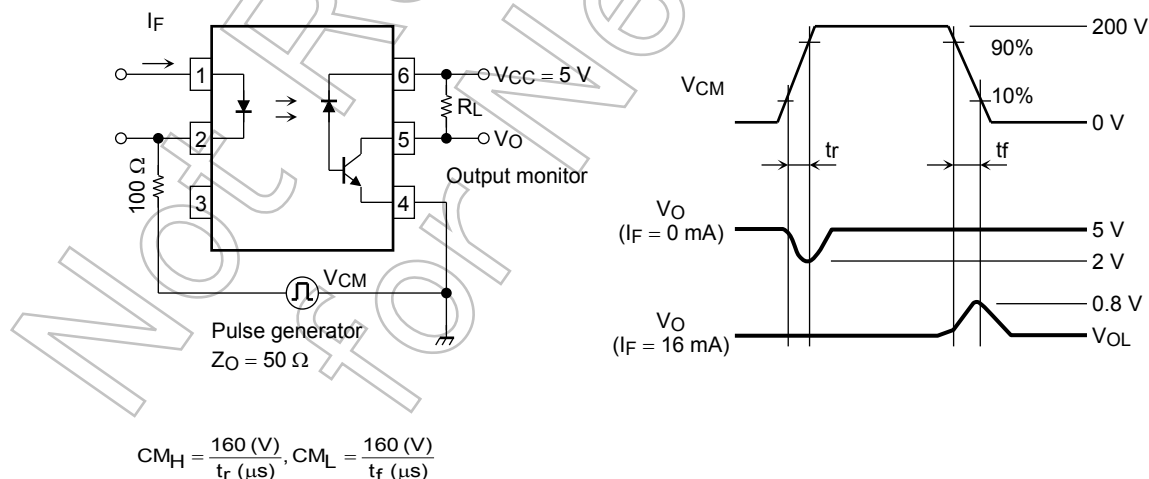 IF
1
2
3
6
5
4
VCC = 5 V
RL
VO
Output monitor
100 Ω
VCM
Pulse generator
ZO = 50 Ω
CMH = 160 (V) / tr (μs), CML = 160 (V) / tf (μs)
VCM
200 V
90%
10%
0 V
tr
tf
VO
(IF = 0 mA)
5 V
2 V
VO
(IF = 16 mA)
0.8 V
VOL
Not R
for N